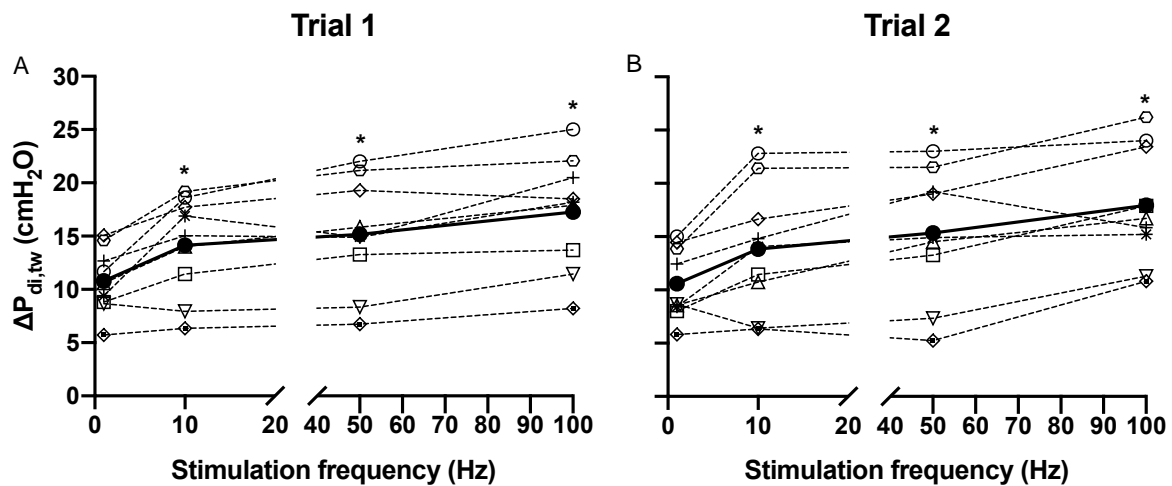 Trial 1
Trial 2
A
B
ΔPdi,tw (cmH2O)
30
25
20
15
10
5
0
*
*
*
*
*
*
0 10 20 40 50 60 70 80 90 100
0 10 20 40 50 60 70 80 90 100
Stimulation frequency (Hz)
Stimulation frequency (Hz)